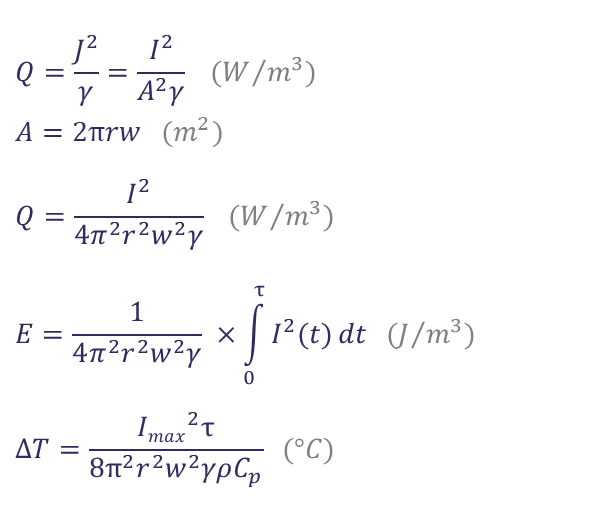 Q = J²/γ = I²/A²γ (W/m³)
A = 2πrw (m²)
Q = I²/4π²r²w²γ (W/m³)
E = 1/4π²r²w²γ × ∫₀^τ I²(t) dt (J/m³)
ΔT = I_max²τ/8π²r²w²γρC_p (°C)